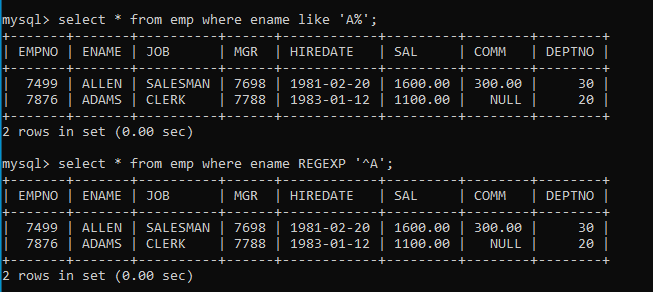 mysql> select * from emp where ename like 'A%';
+-------+-------+----------+------+------------+---------+--------+--------+
| EMPNO | ENAME | JOB      | MGR  | HIREDATE   | SAL     | COMM   | DEPTNO |
+-------+-------+----------+------+------------+---------+--------+--------+
|  7499 | ALLEN | SALESMAN | 7698 | 1981-02-20 | 1600.00 | 300.00 |     30 |
|  7876 | ADAMS | CLERK    | 7788 | 1983-01-12 | 1100.00 |   NULL |     20 |
+-------+-------+----------+------+------------+---------+--------+--------+
2 rows in set (0.00 sec)
mysql> select * from emp where ename REGEXP '^A';
+-------+-------+----------+------+------------+---------+--------+--------+
| EMPNO | ENAME | JOB      | MGR  | HIREDATE   | SAL     | COMM   | DEPTNO |
+-------+-------+----------+------+------------+---------+--------+--------+
|  7499 | ALLEN | SALESMAN | 7698 | 1981-02-20 | 1600.00 | 300.00 |     30 |
|  7876 | ADAMS | CLERK    | 7788 | 1983-01-12 | 1100.00 |   NULL |     20 |
+-------+-------+----------+------+------------+---------+--------+--------+
2 rows in set (0.00 sec)